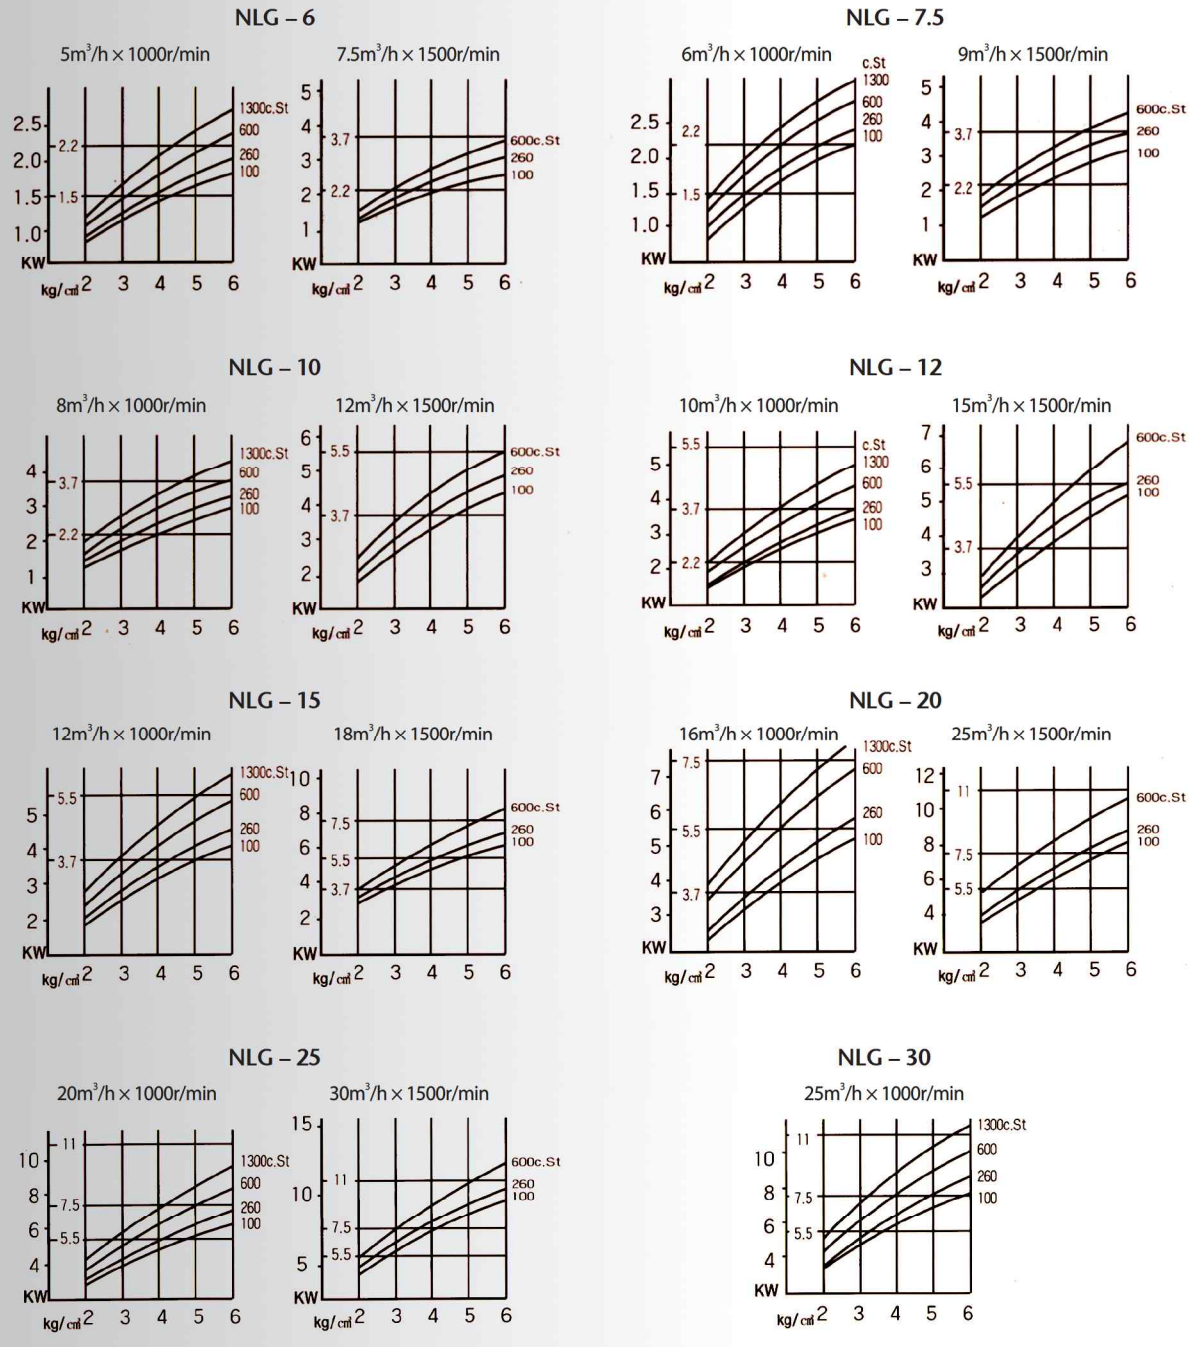 NLG – 6
5m³/h × 1000r/min
2.5
2.0
1.5
1.0
KW
2.2
1.5
1300c.St
600
260
100
kg/㎠ 2 3 4 5 6
7.5m³/h × 1500r/min
5
4
3
2
1
KW
3.7
2.2
600c.St
260
100
kg/㎠ 2 3 4 5 6
NLG – 7.5
6m³/h × 1000r/min
2.5
2.0
1.5
1.0
KW
2.2
1.5
c.St
1300
600
260
100
kg/㎠ 2 3 4 5 6
9m³/h × 1500r/min
5
4
3
2
1
KW
3.7
2.2
600c.St
260
100
kg/㎠ 2 3 4 5 6
NLG – 10
8m³/h × 1000r/min
4
3
2
1
KW
3.7
2.2
1300c.St
600
260
100
kg/㎠ 2 3 4 5 6
12m³/h × 1500r/min
6
5
4
3
2
KW
5.5
3.7
600c.St
260
100
kg/㎠ 2 3 4 5 6
NLG – 12
10m³/h × 1000r/min
5
4
3
2
KW
5.5
3.7
2.2
c.St
1300
600
260
100
kg/㎠ 2 3 4 5 6
15m³/h × 1500r/min
7
6
5
4
3
KW
5.5
3.7
600c.St
260
100
kg/㎠ 2 3 4 5 6
NLG – 15
12m³/h × 1000r/min
5
4
3
2
KW
5.5
3.7
1300c.St
600
260
100
kg/㎠ 2 3 4 5 6
18m³/h × 1500r/min
10
8
6
4
2
KW
7.5
5.5
3.7
600c.St
260
100
kg/㎠ 2 3 4 5 6
NLG – 20
16m³/h × 1000r/min
7
6
5
4
3
KW
7.5
5.5
3.7
1300c.St
600
260
100
kg/㎠ 2 3 4 5 6
25m³/h × 1500r/min
12
10
8
6
4
KW
11
7.5
5.5
600c.St
260
100
kg/㎠ 2 3 4 5 6
NLG – 25
20m³/h × 1000r/min
10
8
6
4
KW
11
7.5
5.5
1300c.St
600
260
100
kg/㎠ 2 3 4 5 6
30m³/h × 1500r/min
15
10
5
KW
11
7.5
5.5
600c.St
260
100
kg/㎠ 2 3 4 5 6
NLG – 30
25m³/h × 1000r/min
10
8
6
4
KW
11
7.5
5.5
1300c.St
600
260
100
kg/㎠ 2 3 4 5 6